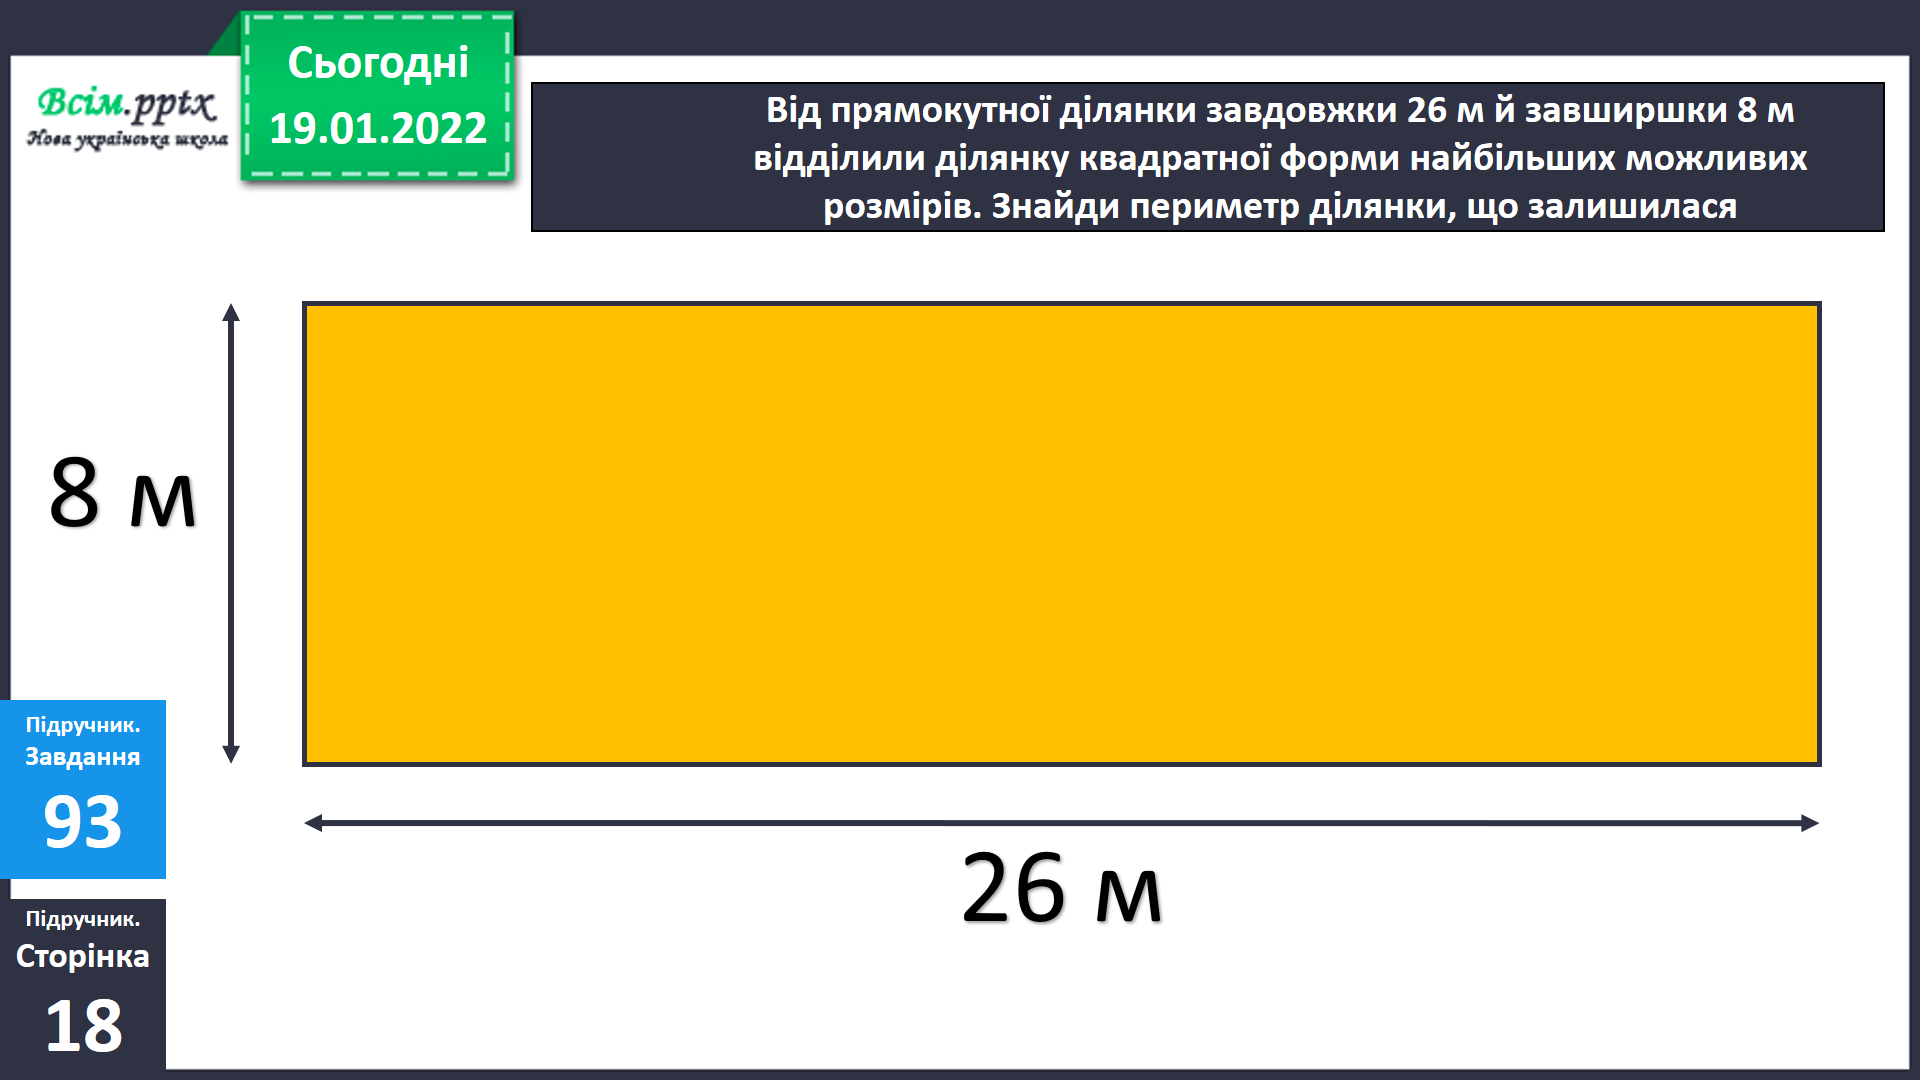 Сьогодні
19.01.2022
Всім.pptx
Нова українська школа
Від прямокутної ділянки завдовжки 26 м й завширшки 8 м
відділили ділянку квадратної форми найбільших можливих
розмірів. Знайди периметр ділянки, що залишилася
8 м
26 м
Підручник.
Завдання
93
Підручник.
Сторінка
18